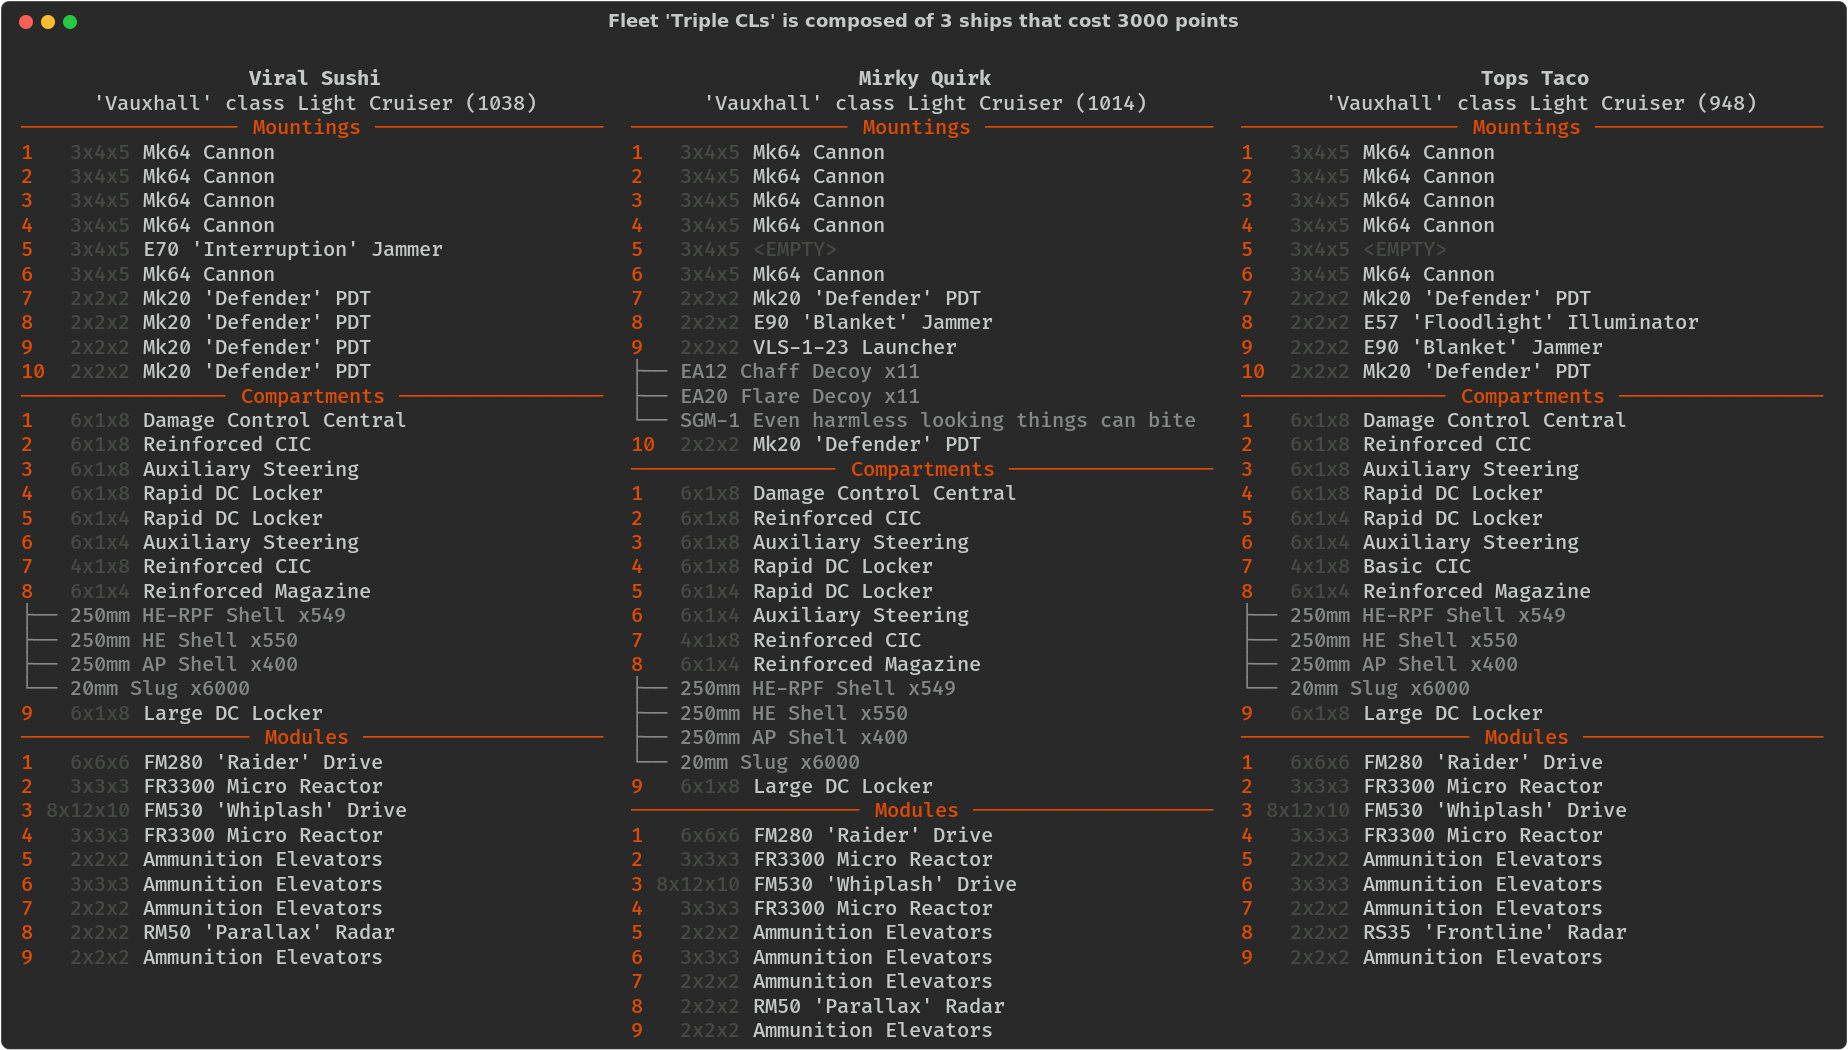 Fleet 'Triple CLs' is composed of 3 ships that cost 3000 points
Viral Sushi
'Vauxhall' class Light Cruiser (1038)
Mountings
1 3x4x5 Mk64 Cannon
2 3x4x5 Mk64 Cannon
3 3x4x5 Mk64 Cannon
4 3x4x5 Mk64 Cannon
5 3x4x5 E70 'Interruption' Jammer
6 3x4x5 Mk64 Cannon
7 2x2x2 Mk20 'Defender' PDT
8 2x2x2 Mk20 'Defender' PDT
9 2x2x2 Mk20 'Defender' PDT
10 2x2x2 Mk20 'Defender' PDT
Compartments
1 6x1x8 Damage Control Central
2 6x1x8 Reinforced CIC
3 6x1x8 Auxiliary Steering
4 6x1x8 Rapid DC Locker
5 6x1x4 Rapid DC Locker
6 6x1x4 Auxiliary Steering
7 4x1x8 Reinforced CIC
8 6x1x4 Reinforced Magazine
250mm HE-RPF Shell x549
250mm HE Shell x550
250mm AP Shell x400
20mm Slug x6000
9 6x1x8 Large DC Locker
Modules
1 6x6x6 FM280 'Raider' Drive
2 3x3x3 FR3300 Micro Reactor
3 8x12x10 FM530 'Whiplash' Drive
4 3x3x3 FR3300 Micro Reactor
5 2x2x2 Ammunition Elevators
6 3x3x3 Ammunition Elevators
7 2x2x2 Ammunition Elevators
8 2x2x2 RM50 'Parallax' Radar
9 2x2x2 Ammunition Elevators
Mirky Quirk
'Vauxhall' class Light Cruiser (1014)
Mountings
1 3x4x5 Mk64 Cannon
2 3x4x5 Mk64 Cannon
3 3x4x5 Mk64 Cannon
4 3x4x5 Mk64 Cannon
5 3x4x5 <EMPTY>
6 3x4x5 Mk64 Cannon
7 2x2x2 Mk20 'Defender' PDT
8 2x2x2 E90 'Blanket' Jammer
9 2x2x2 VLS-1-23 Launcher
EA12 Chaff Decoy x11
EA20 Flare Decoy x11
SGM-1 Even harmless looking things can bite
10 2x2x2 Mk20 'Defender' PDT
Compartments
1 6x1x8 Damage Control Central
2 6x1x8 Reinforced CIC
3 6x1x8 Auxiliary Steering
4 6x1x8 Rapid DC Locker
5 6x1x4 Rapid DC Locker
6 6x1x4 Auxiliary Steering
7 4x1x8 Reinforced CIC
8 6x1x4 Reinforced Magazine
250mm HE-RPF Shell x549
250mm HE Shell x550
250mm AP Shell x400
20mm Slug x6000
9 6x1x8 Large DC Locker
Modules
1 6x6x6 FM280 'Raider' Drive
2 3x3x3 FR3300 Micro Reactor
3 8x12x10 FM530 'Whiplash' Drive
4 3x3x3 FR3300 Micro Reactor
5 2x2x2 Ammunition Elevators
6 3x3x3 Ammunition Elevators
7 2x2x2 Ammunition Elevators
8 2x2x2 RM50 'Parallax' Radar
9 2x2x2 Ammunition Elevators
Tops Taco
'Vauxhall' class Light Cruiser (948)
Mountings
1 3x4x5 Mk64 Cannon
2 3x4x5 Mk64 Cannon
3 3x4x5 Mk64 Cannon
4 3x4x5 Mk64 Cannon
5 3x4x5 <EMPTY>
6 3x4x5 Mk64 Cannon
7 2x2x2 Mk20 'Defender' PDT
8 2x2x2 E57 'Floodlight' Illuminator
9 2x2x2 E90 'Blanket' Jammer
10 2x2x2 Mk20 'Defender' PDT
Compartments
1 6x1x8 Damage Control Central
2 6x1x8 Reinforced CIC
3 6x1x8 Auxiliary Steering
4 6x1x8 Rapid DC Locker
5 6x1x4 Rapid DC Locker
6 6x1x4 Auxiliary Steering
7 4x1x8 Basic CIC
8 6x1x4 Reinforced Magazine
250mm HE-RPF Shell x549
250mm HE Shell x550
250mm AP Shell x400
20mm Slug x6000
9 6x1x8 Large DC Locker
Modules
1 6x6x6 FM280 'Raider' Drive
2 3x3x3 FR3300 Micro Reactor
3 8x12x10 FM530 'Whiplash' Drive
4 3x3x3 FR3300 Micro Reactor
5 2x2x2 Ammunition Elevators
6 3x3x3 Ammunition Elevators
7 2x2x2 Ammunition Elevators
8 2x2x2 RS35 'Frontline' Radar
9 2x2x2 Ammunition Elevators